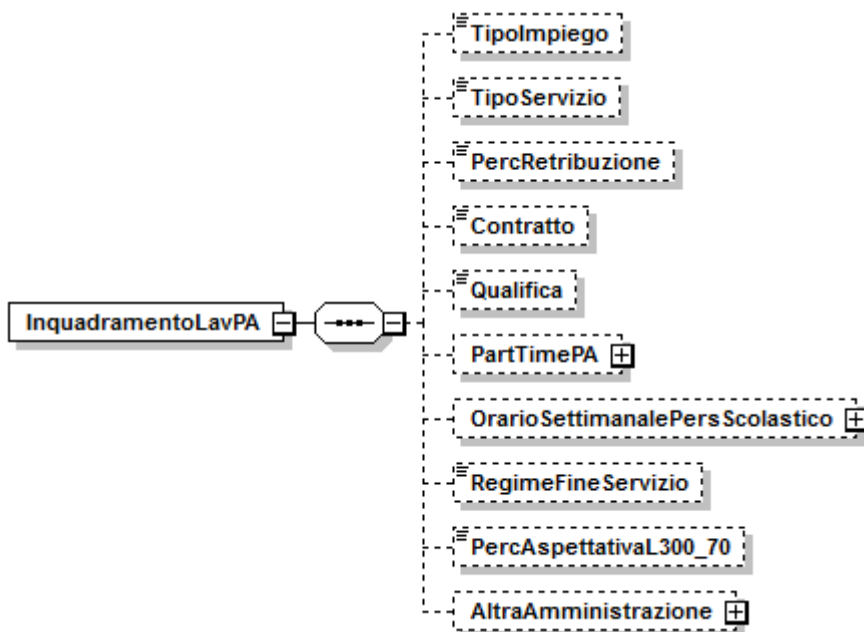 TipoImpiego
TipoServizio
PercRetribuzione
Contratto
Qualifica
InquadramentoLavPA
PartTimePA
OrarioSettimanalePersScolastico
RegimeFineServizio
PercAspettativaL300_70
AltraAmministrazione